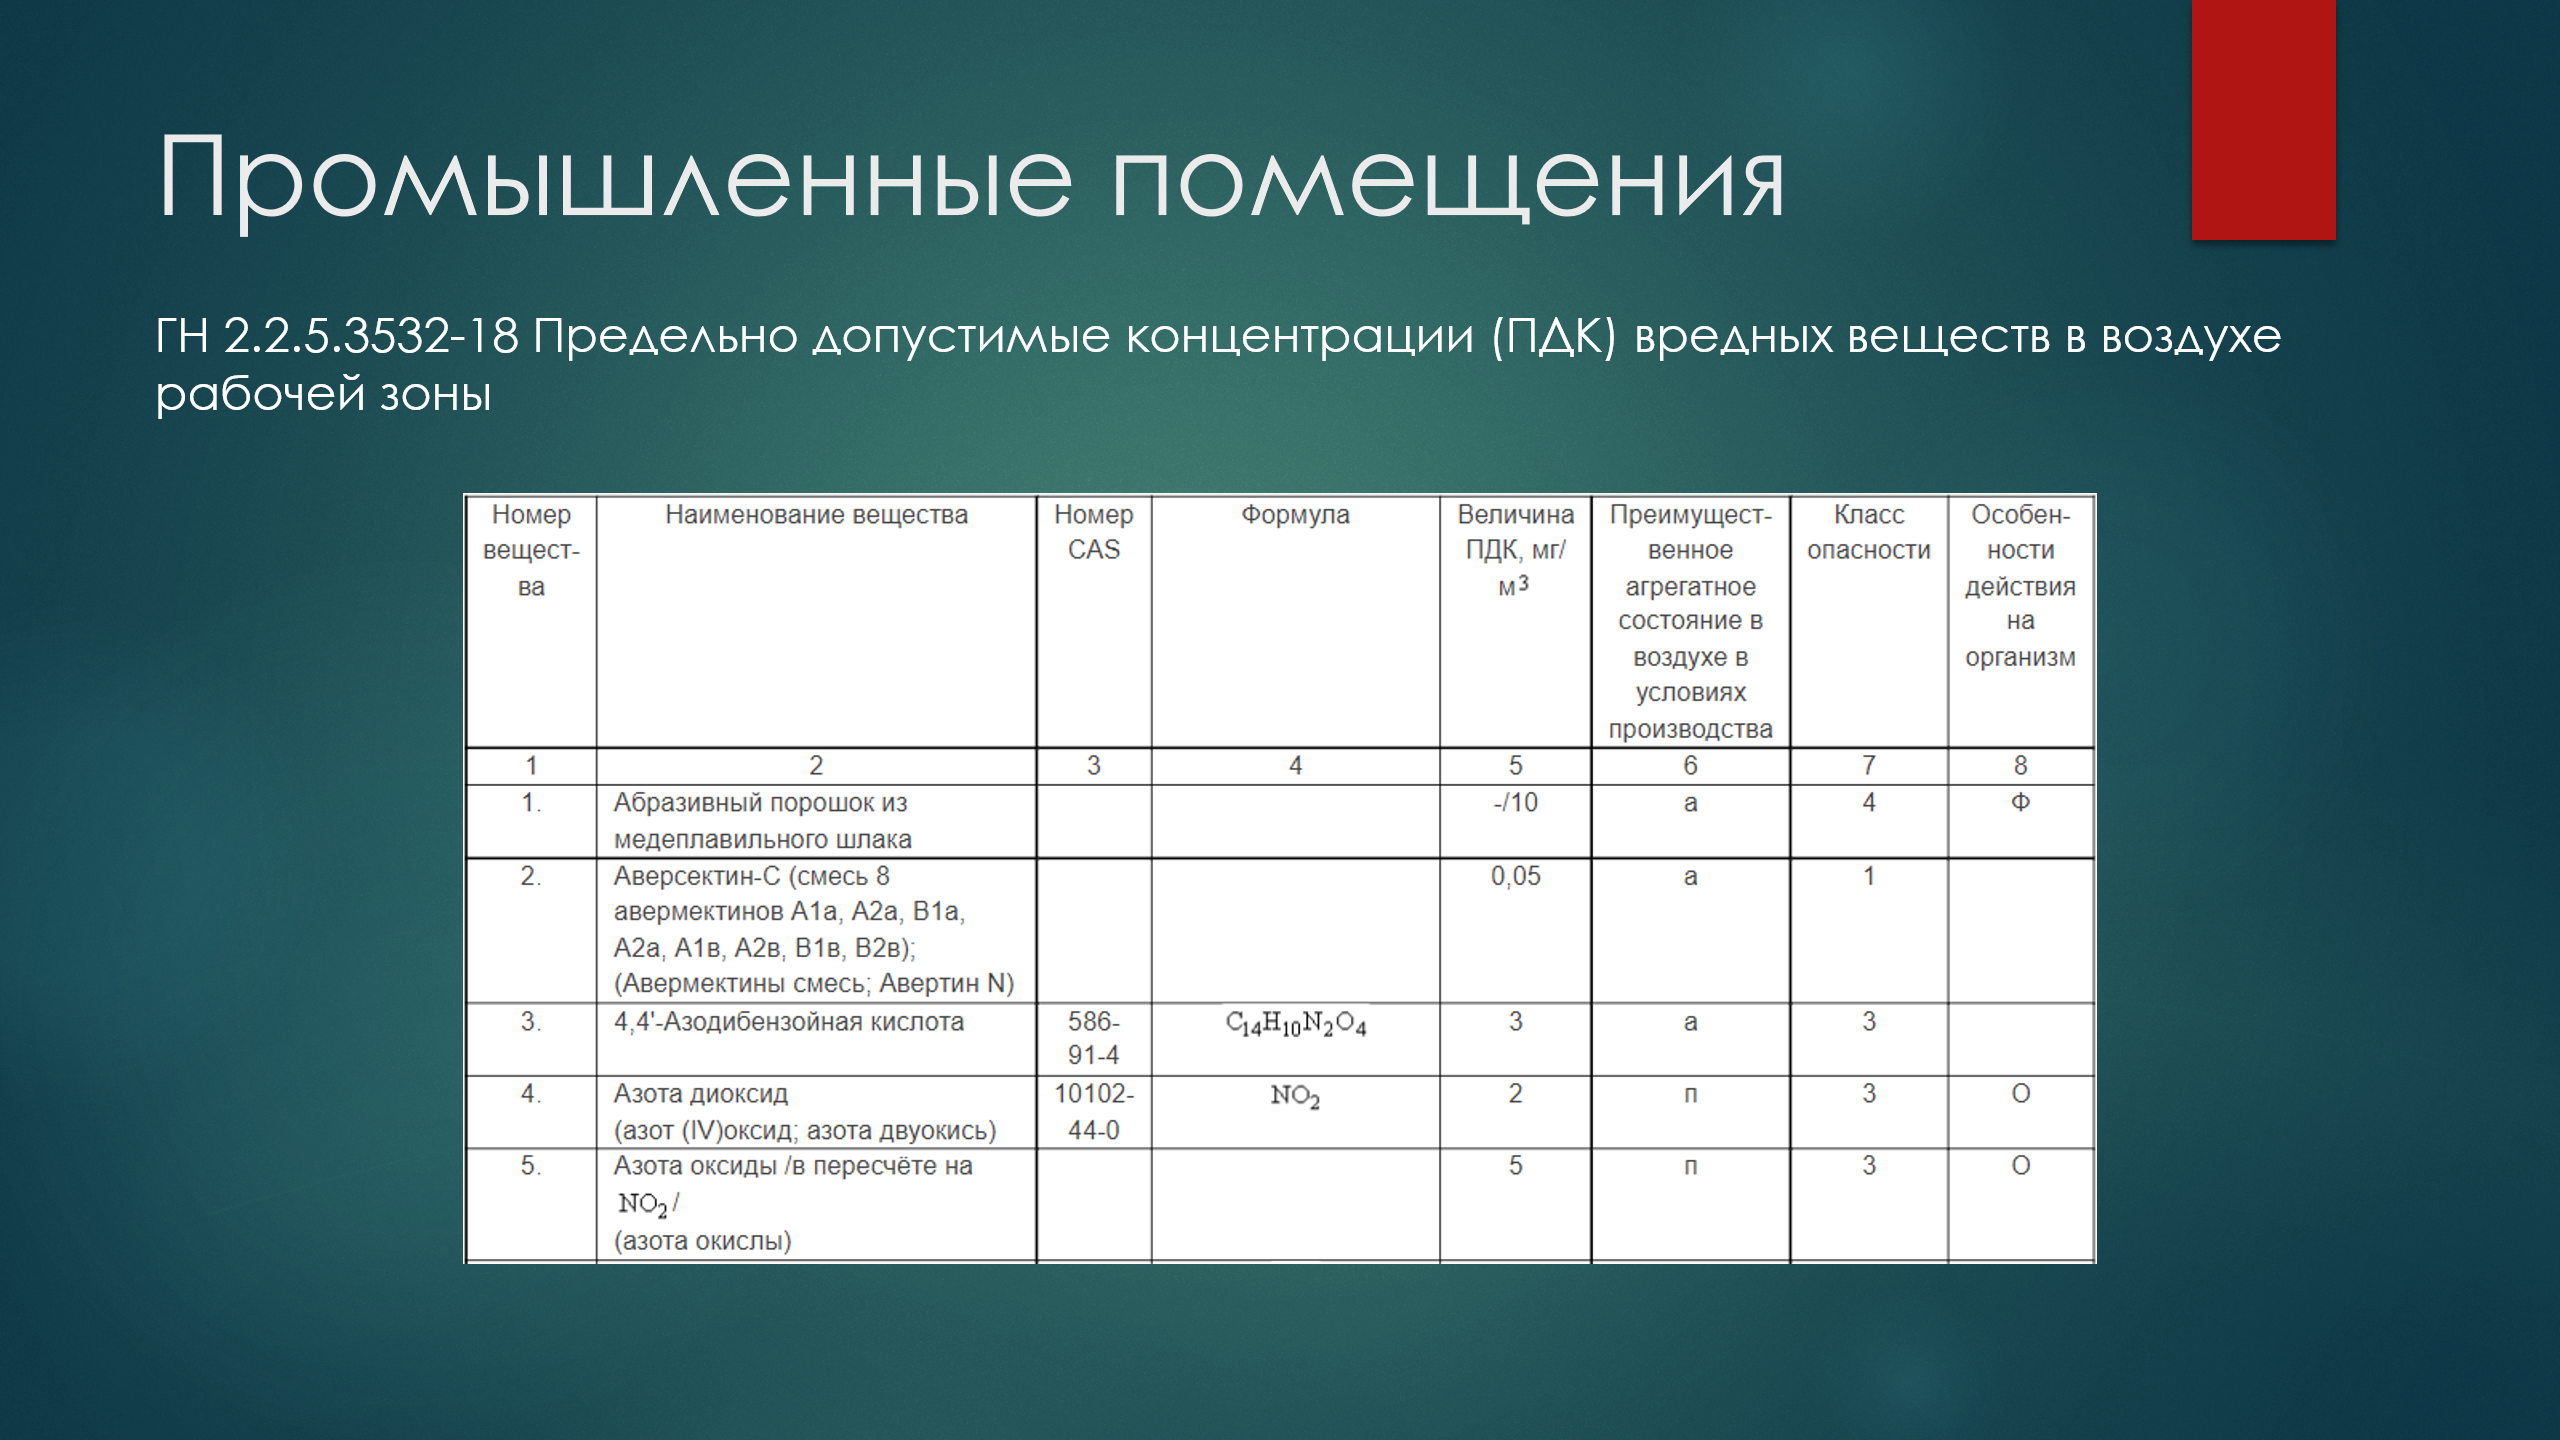 Промышленные помещения
ГН 2.2.5.3532-18 Предельно допустимые концентрации (ПДК) вредных веществ в воздухе
рабочей зоны
Номер
вещест-
ва
Наименование вещества
Номер
CAS
Формула
Величина
ПДК, мг/
м³
Преимущест-
венное
агрегатное
состояние в
воздухе в
условиях
производства
Класс
опасности
Особен-
ности
действия
на
организм
1 2 3 4 5 6 7 8
1. Абразивный порошок из -/10 а 4 Ф
медеплавильного шлака
2. Аверсектин-С (смесь 8 0,05 а 1
авермектинов А1а, А2а, В1а,
А2а, А1в, А2в, В1в, В2в);
(Авермектины смесь; Авертин N)
3. 4,4'-Азодибензойная кислота 586- C₁₄H₁₀N₂O₄ 3 а 3
91-4
4. Азота диоксид 10102- NO₂ 2 п 3 О
(азот (IV)оксид; азота двуокись) 44-0
5. Азота оксиды /в пересчёте на 5 п 3 О
NO₂ /
(азота окислы)